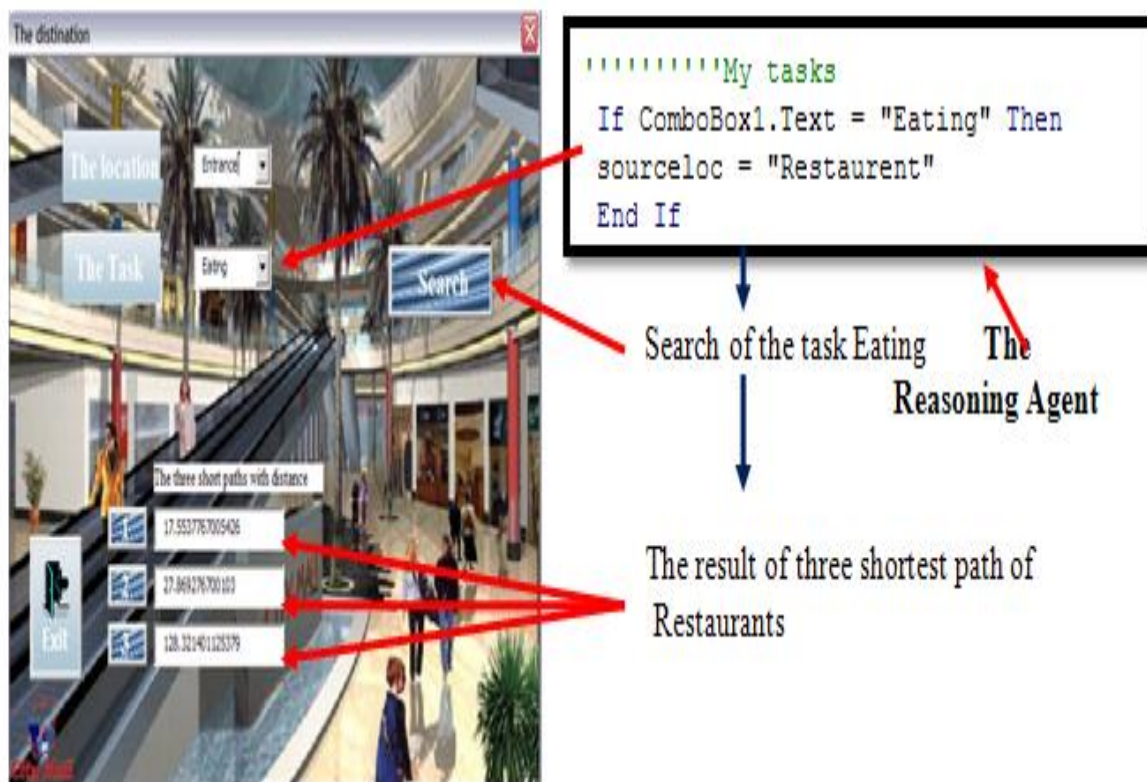 The distination
The location
Entrance
The Task
Eating
Search
The three short paths with distance
17.5537767005426
27.869276700103
128.321401125379
Exit
''''''''''My tasks
If ComboBox1.Text = "Eating" Then
sourceloc = "Restaurent"
End If
Search of the task Eating
The
Reasoning Agent
The result of three shortest path of
Restaurants